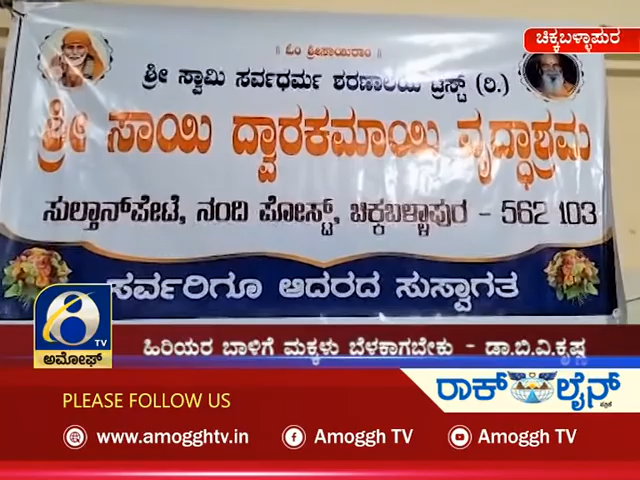 ಚಿಕ್ಕಬಳ್ಳಾಪುರ
॥ ಓಂ ಶ್ರೀಸಾಯಿರಾಂ ॥
ಶ್ರೀ ಸ್ವಾಮಿ ಸರ್ವಧರ್ಮ ಶರಣಾಲಯ ಟ್ರಸ್ಟ್ (ರಿ.)
ಶ್ರೀ ಸಾಯಿ ದ್ವಾರಕಮಾಯಿ ವೃದ್ಧಾಶ್ರಮ
ಸುಲ್ತಾನ್‌ಪೇಟೆ, ನಂದಿ ಪೋಸ್ಟ್, ಚಿಕ್ಕಬಳ್ಳಾಪುರ - 562 103
ಸರ್ವರಿಗೂ ಆದರದ ಸುಸ್ವಾಗತ
TV
ಅಮೋಘ್
ಹಿರಿಯರ ಬಾಳಿಗೆ ಮಕ್ಕಳು ಬೆಳಕಾಗಬೇಕು - ಡಾ.ಬಿ.ವಿ.ಕೃಷ್ಣ
PLEASE FOLLOW US
ರಾಕ್ ಲೈನ್
www.amogghtv.in Amoggh TV Amoggh TV